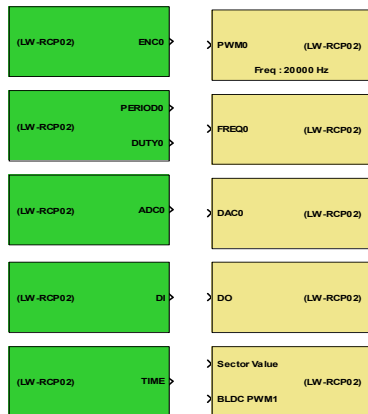 (LW-RCP02) ENC0
PWM0 (LW-RCP02)
Freq : 20000 Hz
PERIOD0
(LW-RCP02)
DUTY0
FREQ0 (LW-RCP02)
(LW-RCP02) ADC0
DAC0 (LW-RCP02)
(LW-RCP02) DI
DO (LW-RCP02)
(LW-RCP02) TIME
Sector Value
(LW-RCP02)
BLDC PWM1